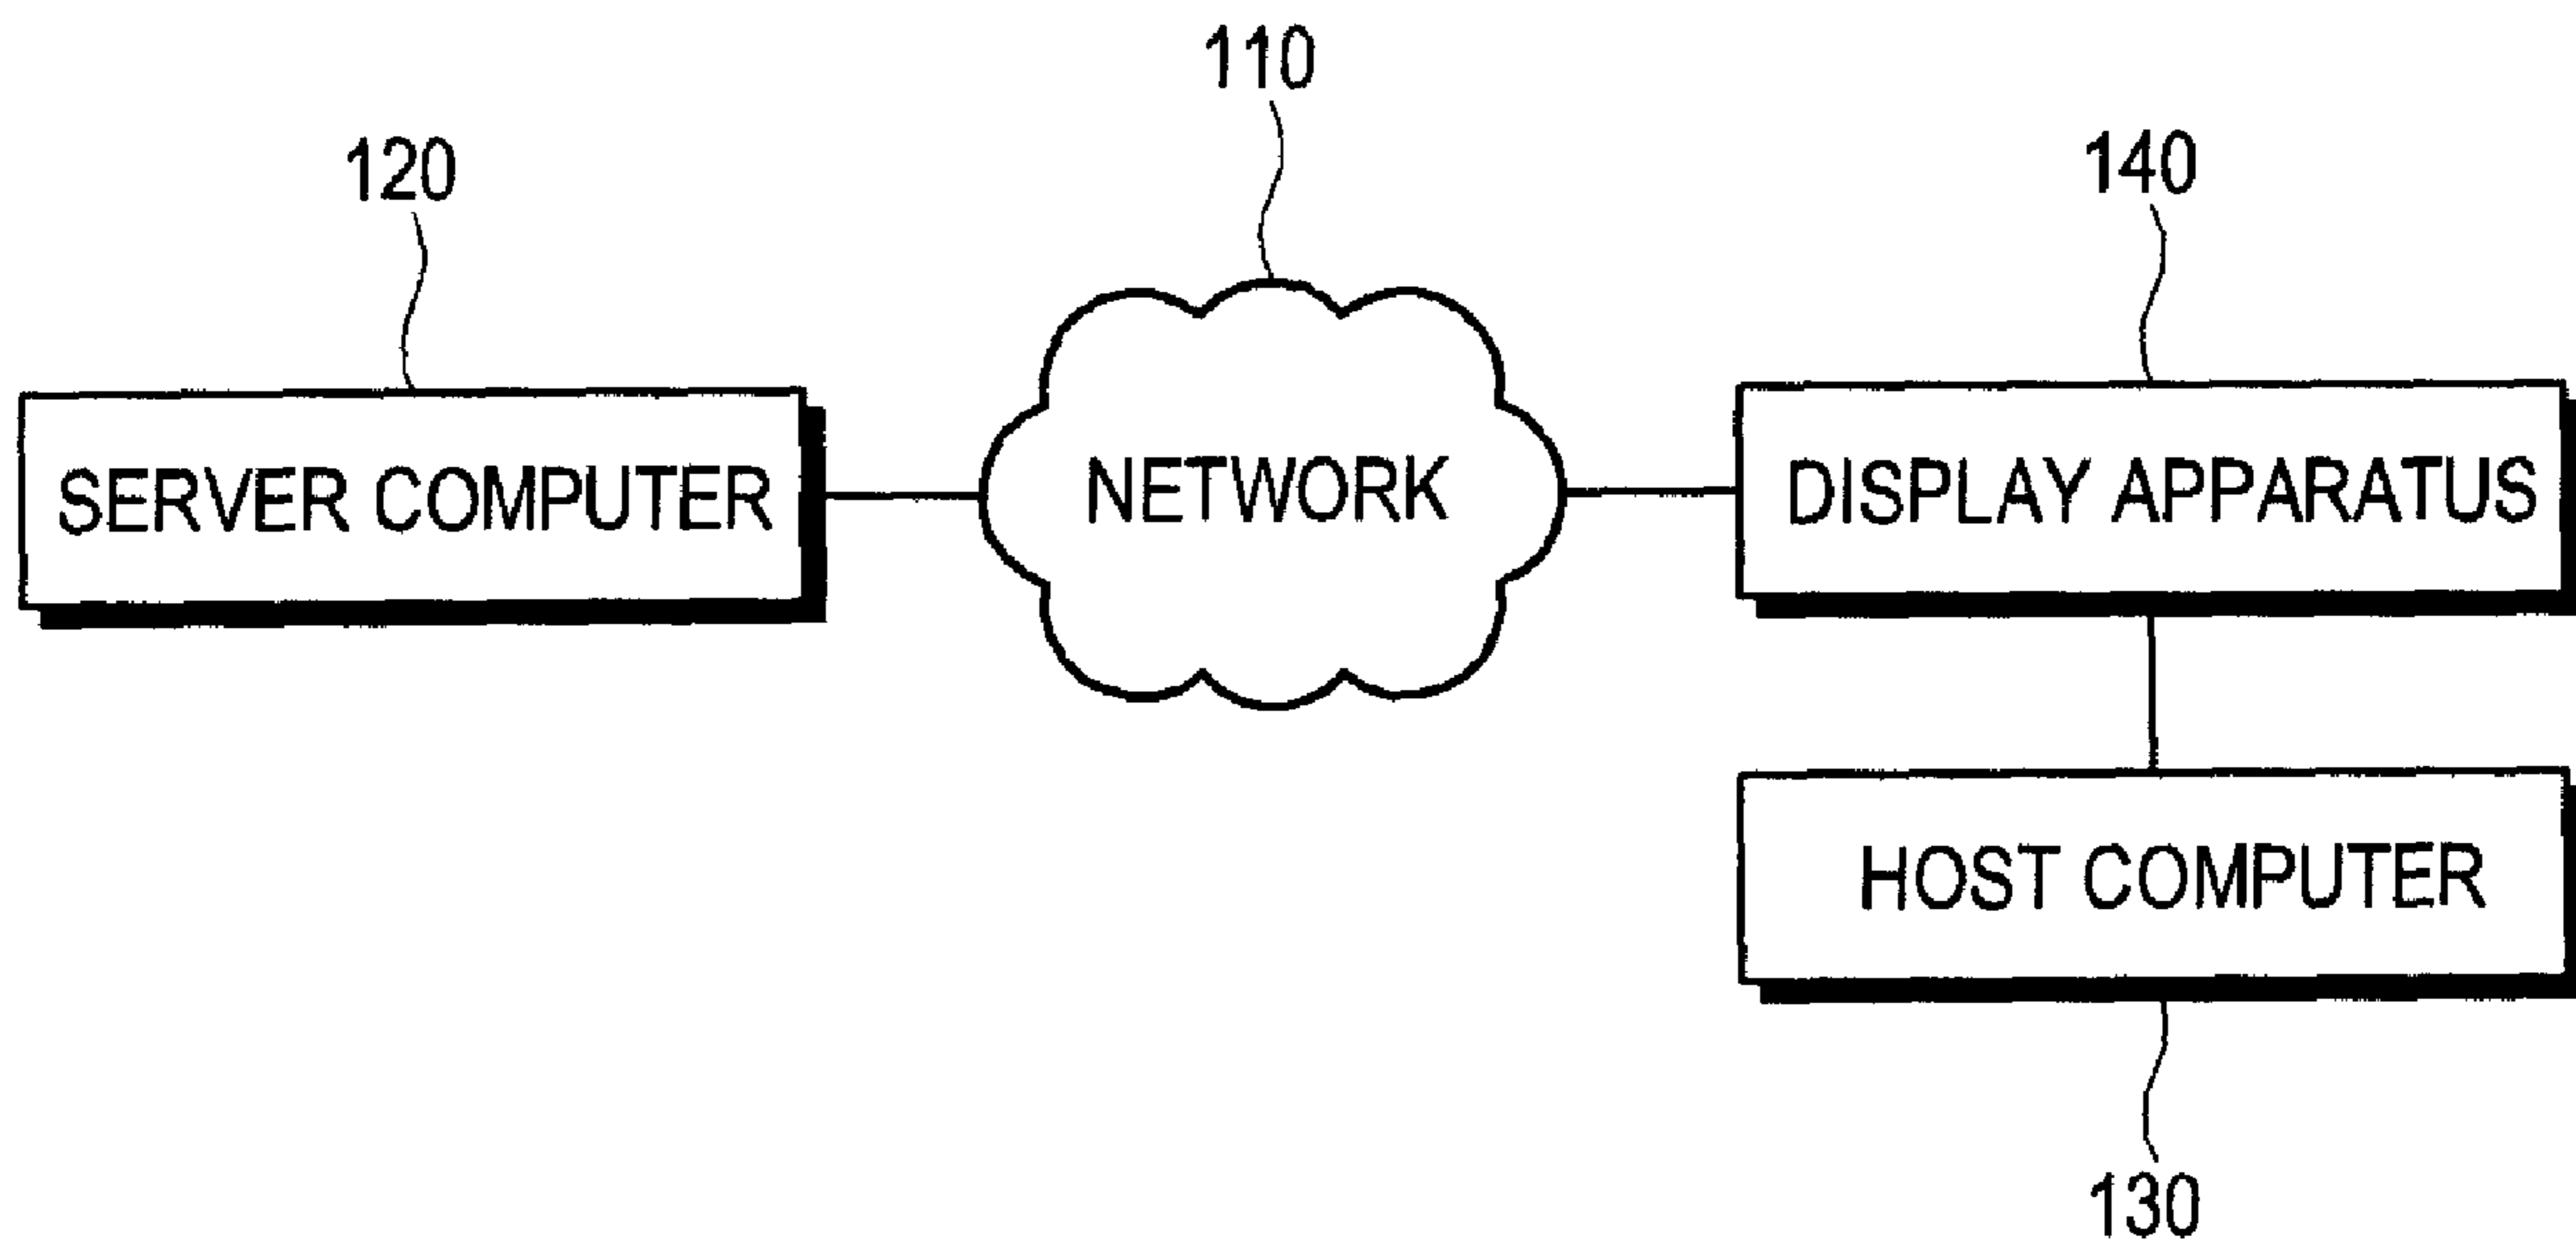 110
120
140
SERVER COMPUTER
NETWORK
DISPLAY APPARATUS
HOST COMPUTER
130